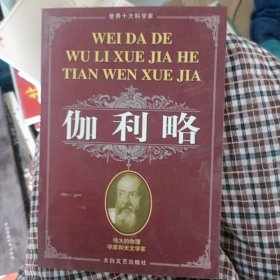 世界十大科学家
WEI DA DE
WU LI XUE JIA HE
TIAN WEN XUE JIA
伽利略
伟大的物理
学家和天文学家
太白文艺出版社